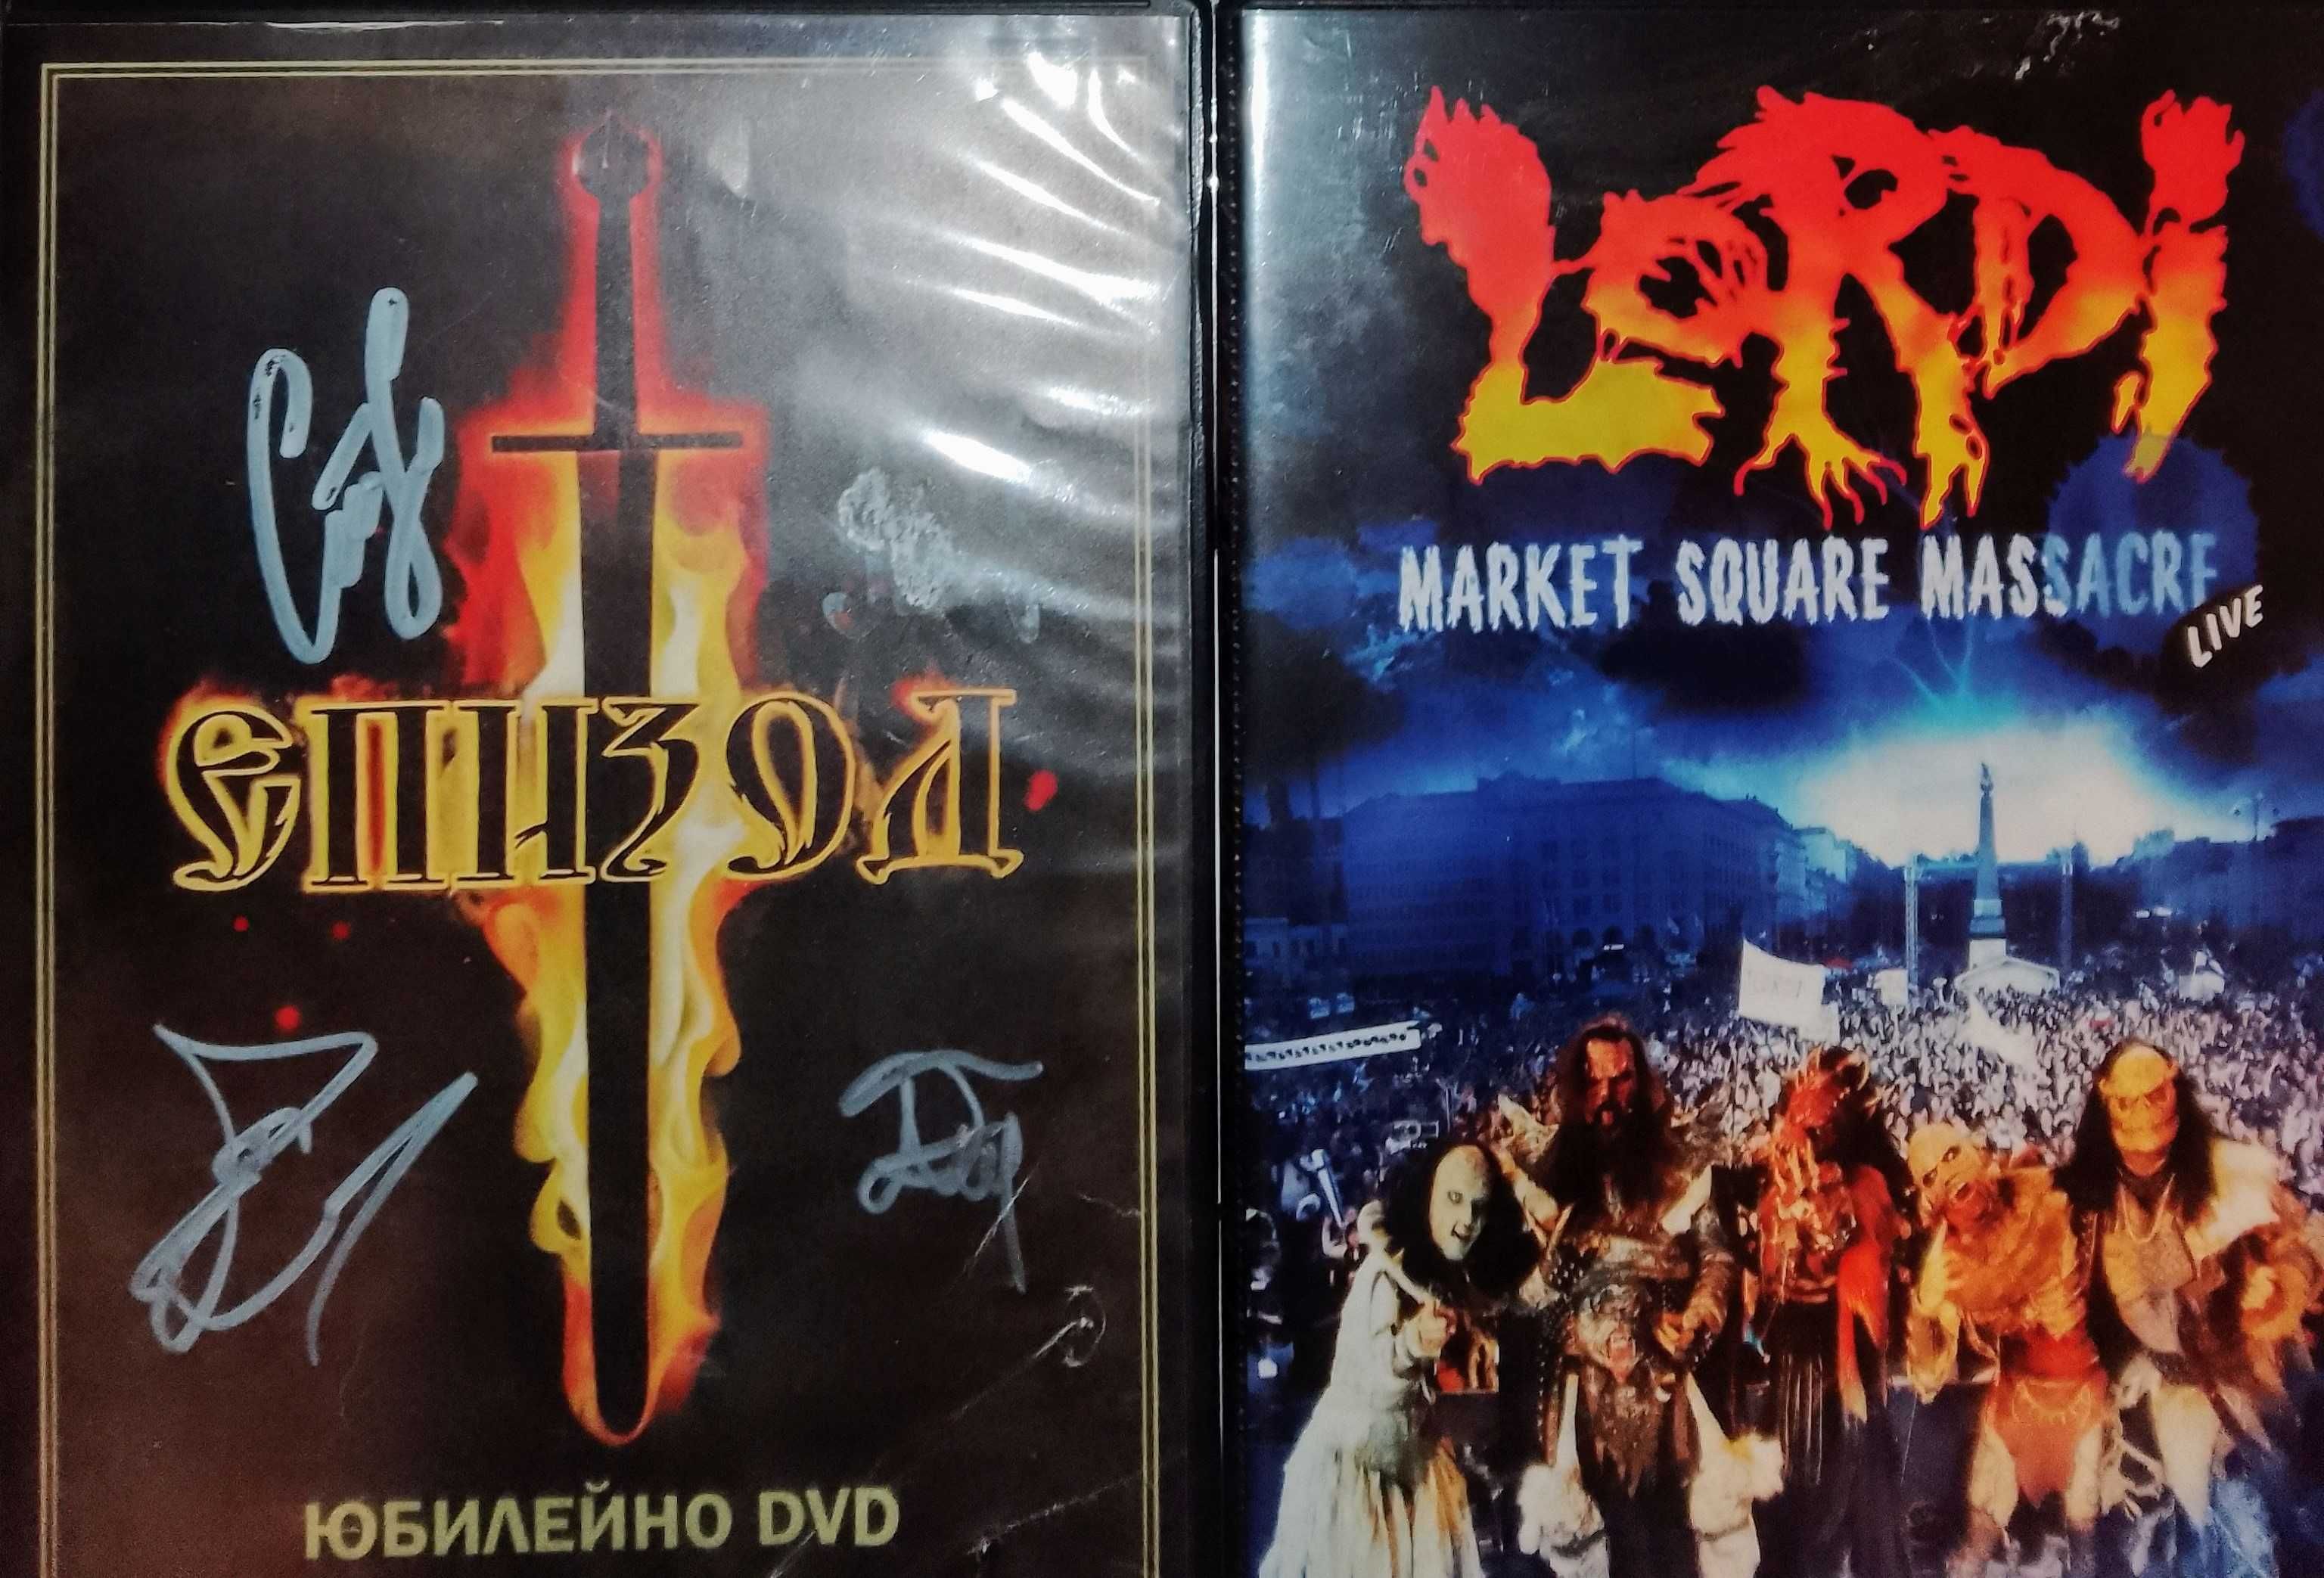 епизод
ЮБИЛЕЙНО DVD
LORDI
MARKET SQUARE MASSACRE
LIVE